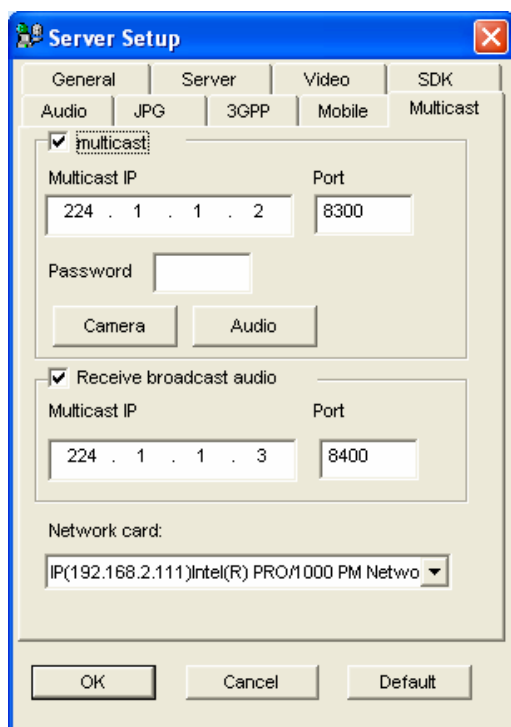 Server Setup
General Server Video SDK
Audio JPG 3GPP Mobile Multicast
multicast
Multicast IP Port
224 . 1 . 1 . 2 8300
Password
Camera Audio
Receive broadcast audio
Multicast IP Port
224 . 1 . 1 . 3 8400
Network card:
IP(192.168.2.111)Intel(R) PRO/1000 PM Netwo
OK Cancel Default